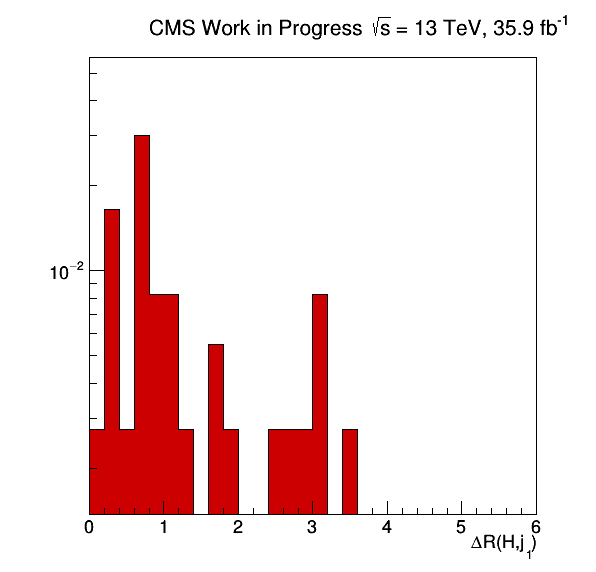 CMS Work in Progress √s = 13 TeV, 35.9 fb⁻¹
10⁻²
0 1 2 3 4 5 6
ΔR(H,j₁)